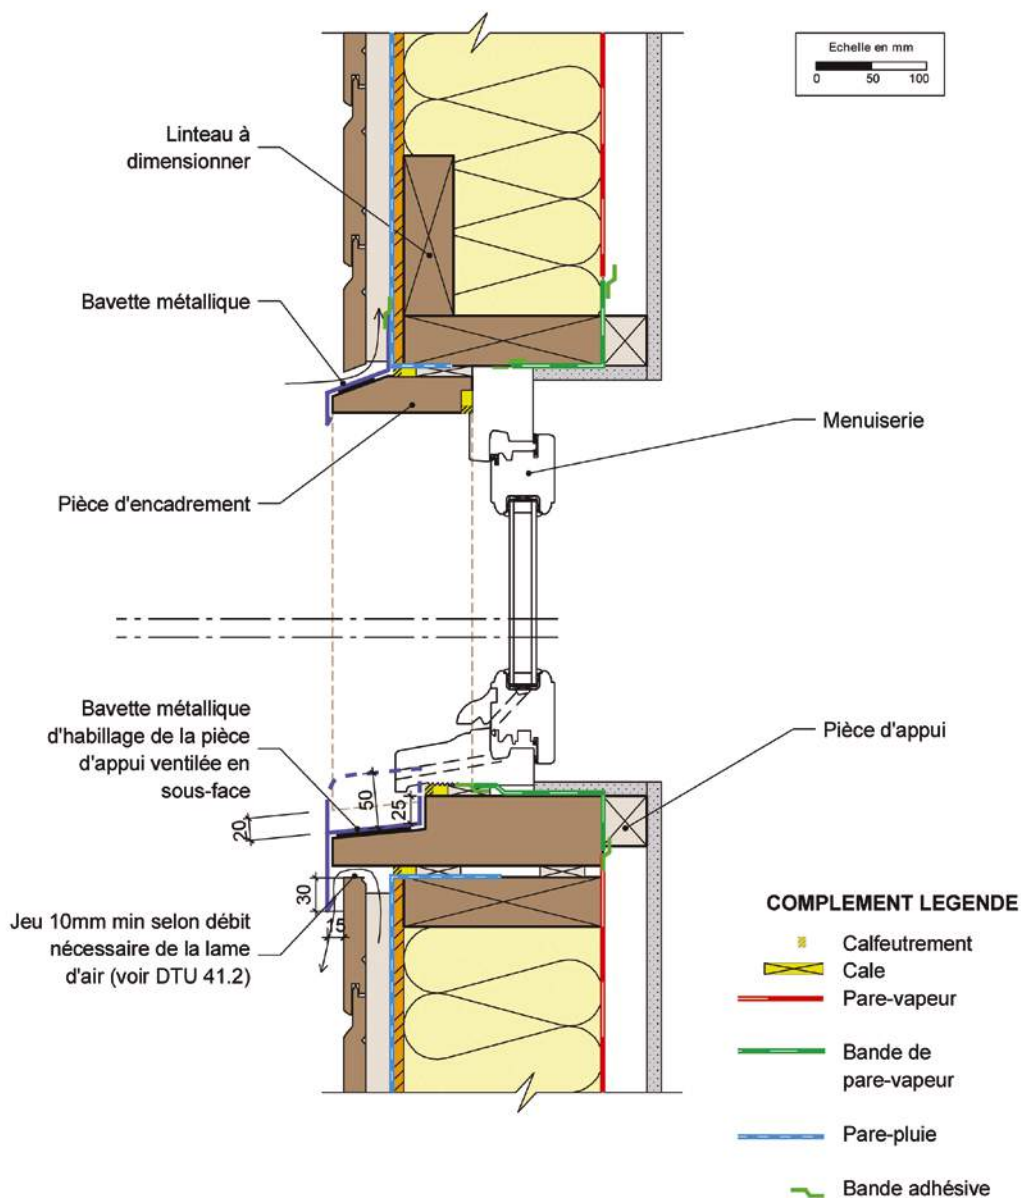 Echelle en mm
0 50 100
Linteau à
dimensionner
Bavette métallique
Menuiserie
Pièce d'encadrement
Bavette métallique
d'habillage de la pièce
d'appui ventilée en
sous-face
Pièce d'appui
50
25
20
30
15
Jeu 10mm min selon débit
nécessaire de la lame
d'air (voir DTU 41.2)
COMPLEMENT LEGENDE
Calfeutrement
Cale
Pare-vapeur
Bande de
pare-vapeur
Pare-pluie
Bande adhésive